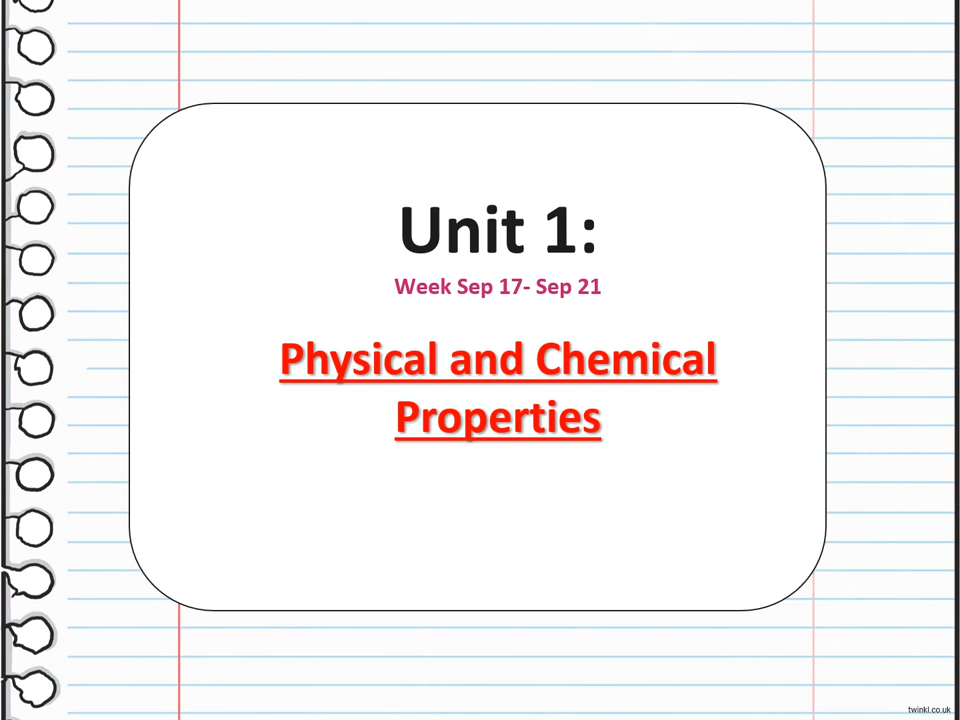 Unit 1:
Week Sep 17- Sep 21
Physical and Chemical
Properties
twinkl.co.uk